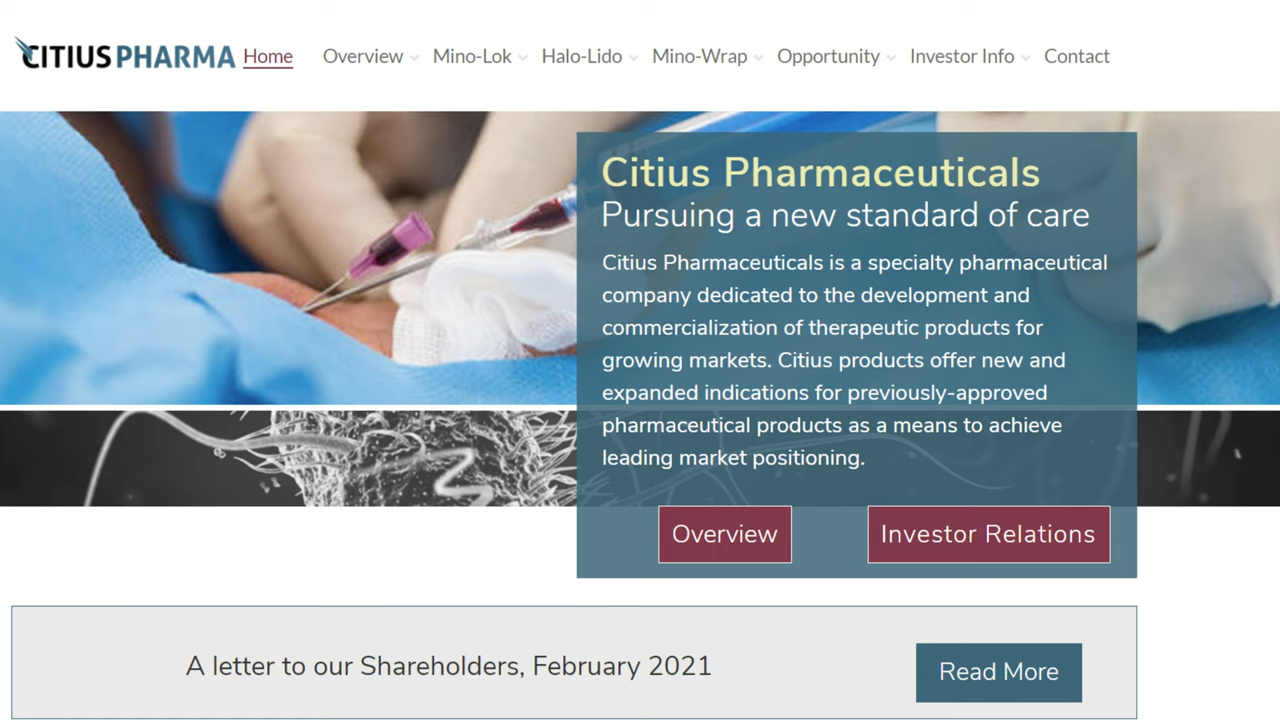 CITIUS PHARMA
Home Overview Mino-Lok Halo-Lido Mino-Wrap Opportunity Investor Info Contact
Citius Pharmaceuticals
Pursuing a new standard of care
Citius Pharmaceuticals is a specialty pharmaceutical
company dedicated to the development and
commercialization of therapeutic products for
growing markets. Citius products offer new and
expanded indications for previously-approved
pharmaceutical products as a means to achieve
leading market positioning.
Overview Investor Relations
A letter to our Shareholders, February 2021
Read More